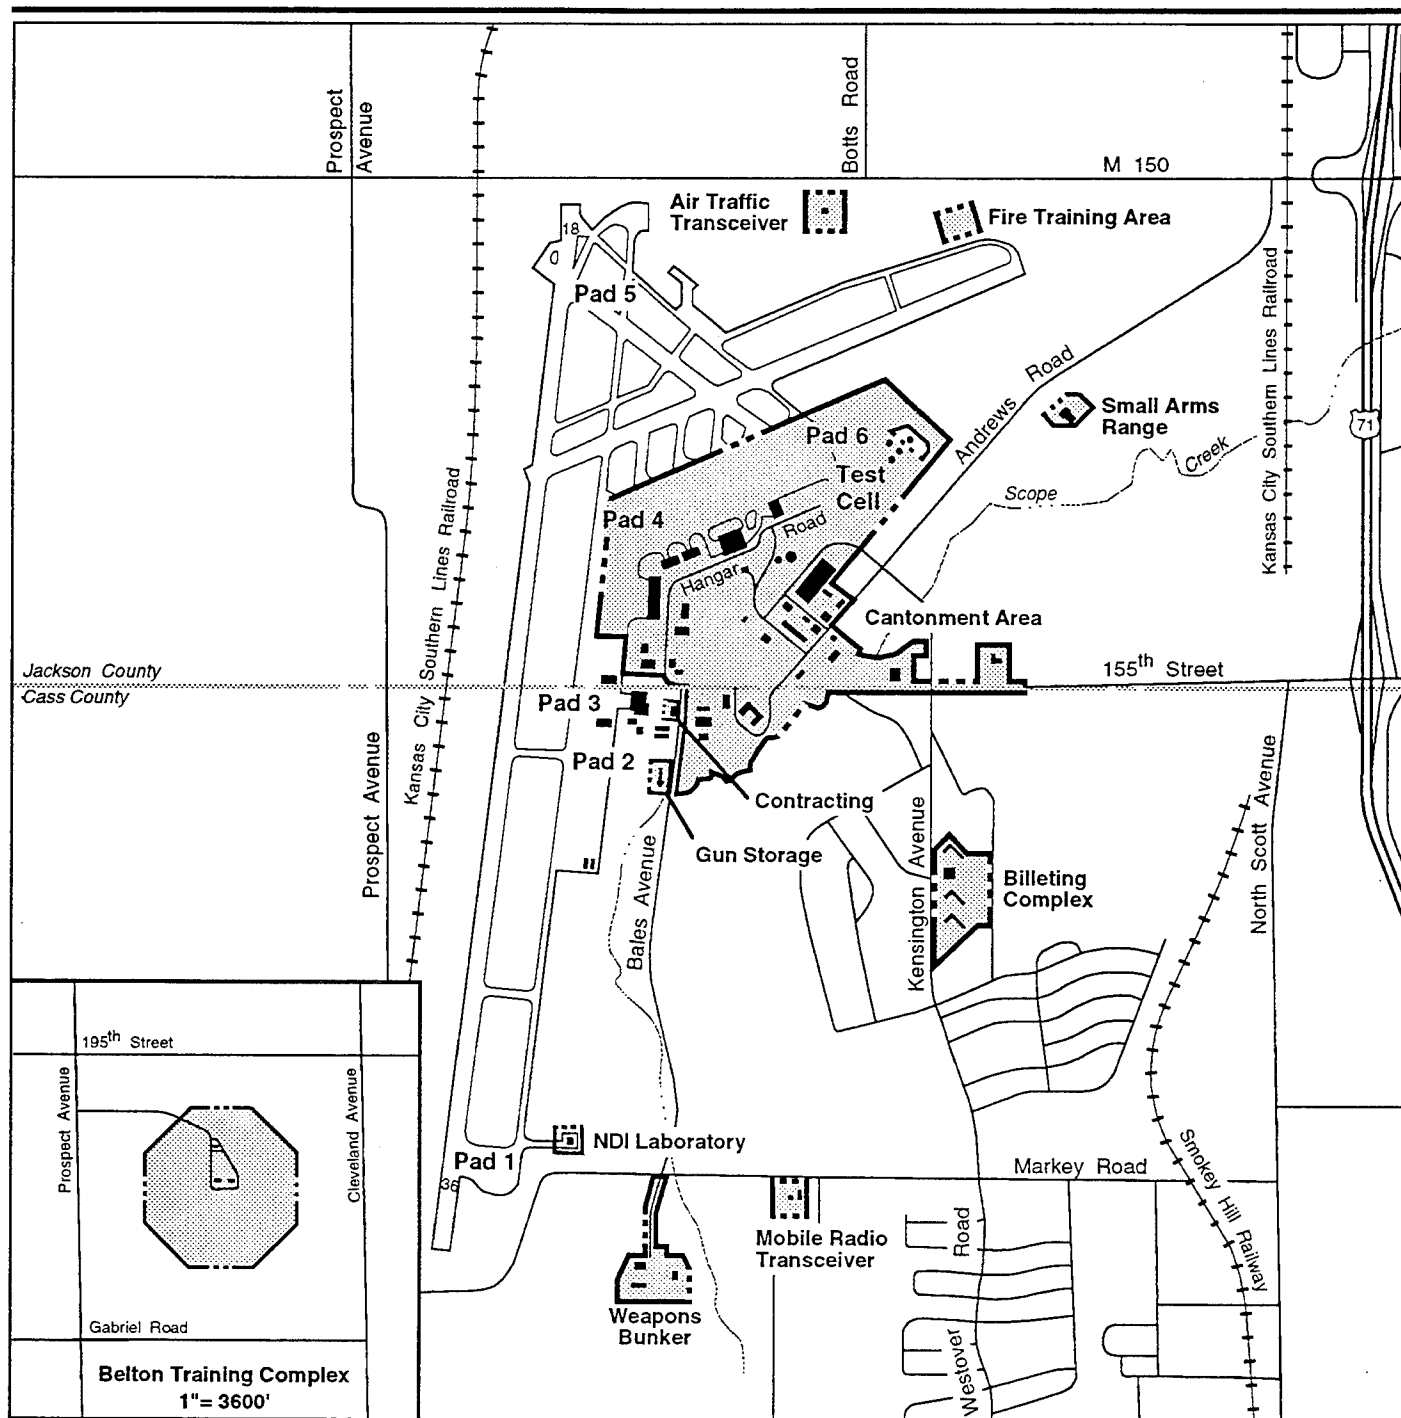 Prospect
Avenue
Botts Road
M 150
Air Traffic
Transceiver
Fire Training Area
18
Pad 5
Kansas City Southern Lines Railroad
Andrews Road
Small Arms
Range
71
Pad 6
Test
Cell
Scope Creek
Pad 4
Hangar Road
Kansas City Southern Lines Railroad
Cantonment Area
Jackson County
Cass County
155th Street
Pad 3
Pad 2
Prospect Avenue
Contracting
Gun Storage
Bales Avenue
Kensington Avenue
Billeting
Complex
North Scott Avenue
195th Street
Prospect Avenue
Cleveland Avenue
NDI Laboratory
Pad 1
36
Markey Road
Smokey Hill Railway
Mobile Radio
Transceiver
Westover Road
Weapons
Bunker
Gabriel Road
Belton Training Complex
1"= 3600'